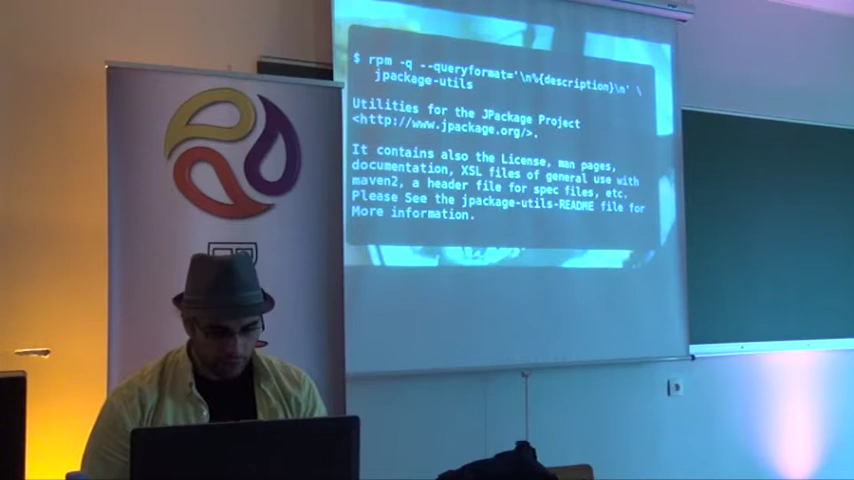 $ rpm -q --queryformat='\n%{description}\n' \
jpackage-utils
Utilities for the JPackage Project
<http://www.jpackage.org/>.
It contains also the License, man pages,
documentation, XSL files of general use with
maven2, a header file for spec files, etc.
Please See the jpackage-utils-README file for
More information.